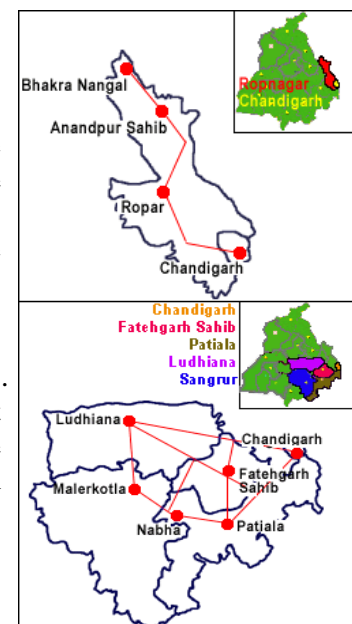 Ropnagar
Chandigarh
Bhakra Nangal
Anandpur Sahib
Ropar
Chandigarh
Chandigarh
Fatehgarh Sahib
Patiala
Ludhiana
Sangrur
Ludhiana
Chandigarh
Fatehgarh
Sahib
Malerkotla
Nabha
Patiala